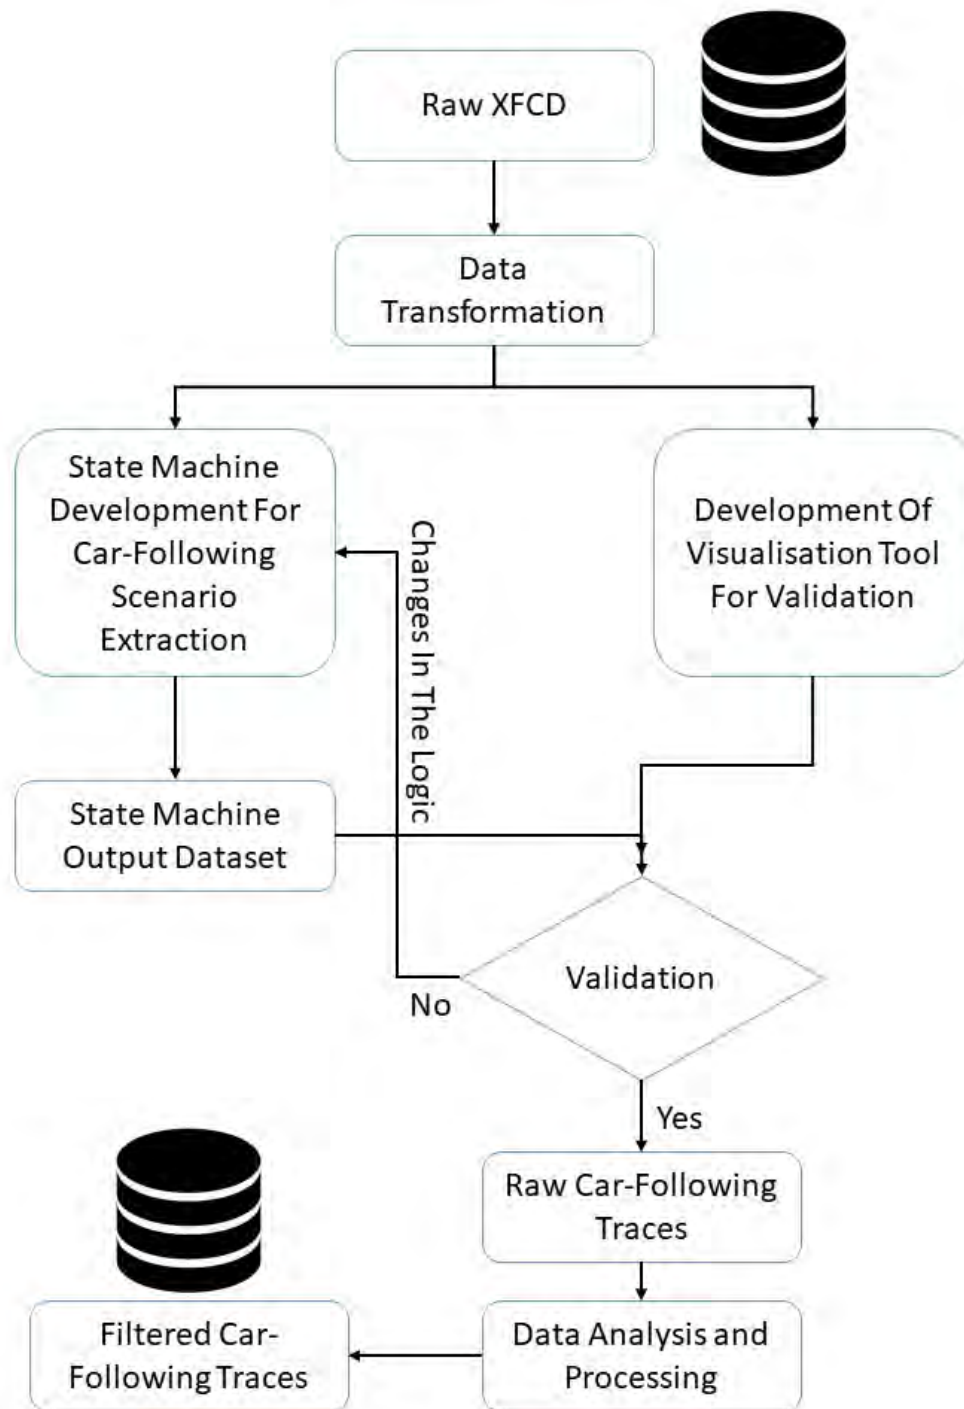 Raw XFCD
Data
Transformation
State Machine
Development For
Car-Following
Scenario
Extraction
Development Of
Visualisation Tool
For Validation
Changes In The Logic
State Machine
Output Dataset
Validation
No
Yes
Raw Car-Following
Traces
Data Analysis and
Processing
Filtered Car-
Following Traces